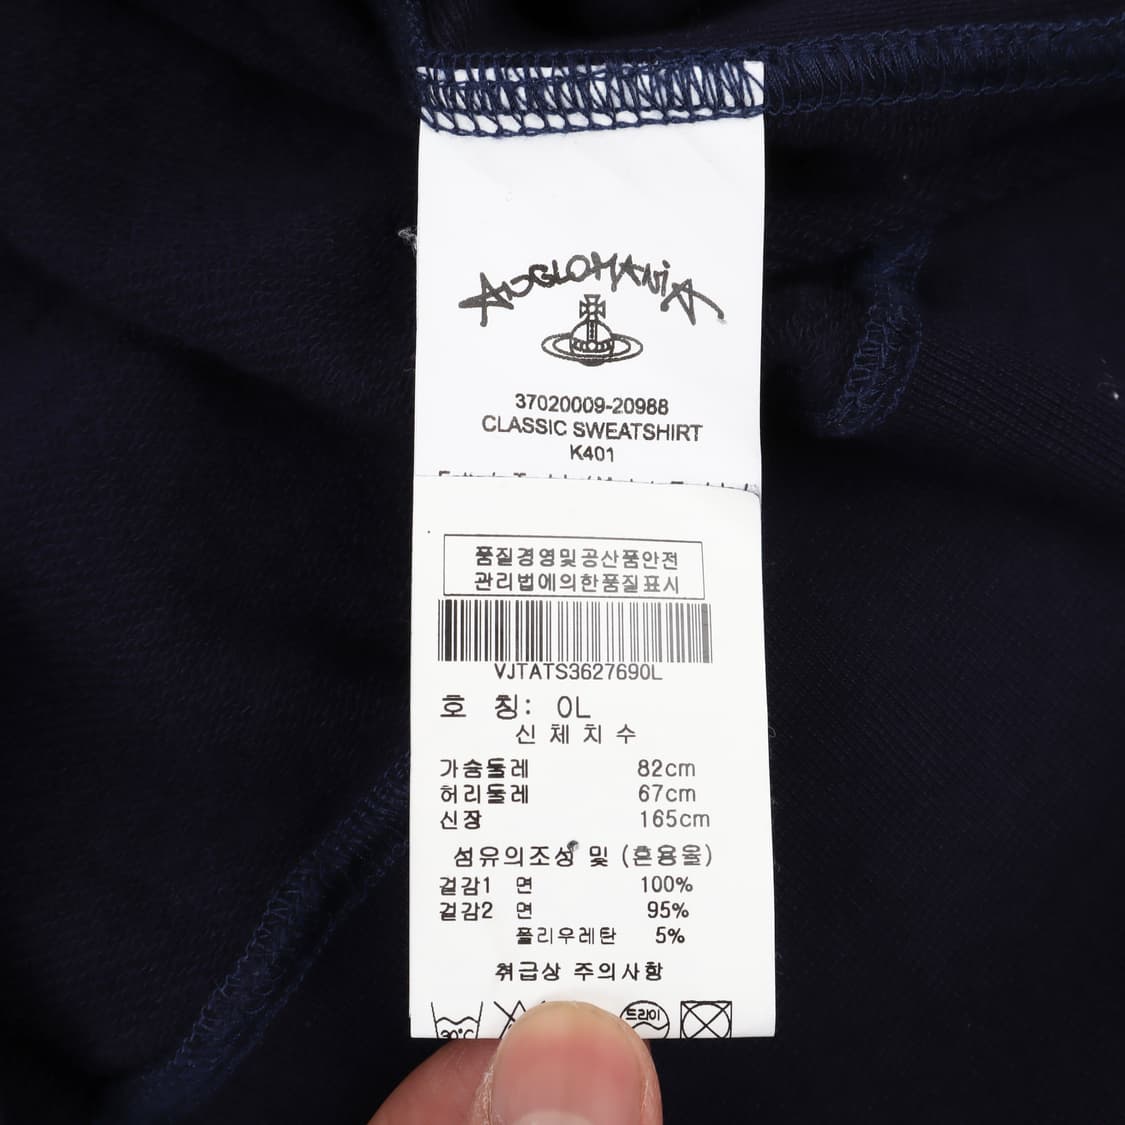 ANGLOMANIA
37020009-20988
CLASSIC SWEATSHIRT
K401
품질경영및공산품안전
관리법에의한품질표시
VJTATS3627690L
호 칭: 0L
신 체 치 수
가슴둘레 82cm
허리둘레 67cm
신장 165cm
섬유의조성 및 (혼용율)
겉감1 면 100%
겉감2 면 95%
폴리우레탄 5%
취급상 주의사항
30°C
드라이